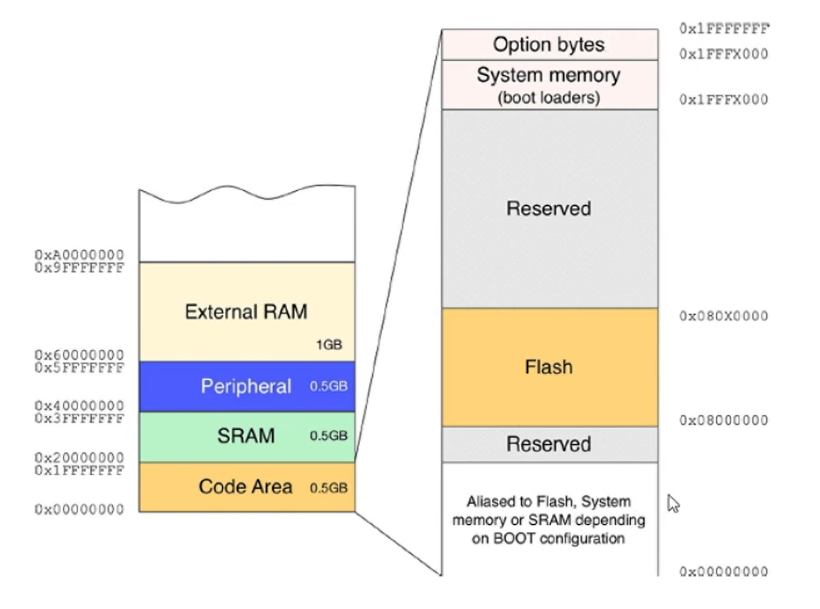 0xA0000000
0x9FFFFFFF
External RAM
1GB
0x60000000
0x5FFFFFFF
Peripheral 0.5GB
0x40000000
0x3FFFFFFF
SRAM 0.5GB
0x20000000
0x1FFFFFFF
Code Area 0.5GB
0x00000000
0x1FFFFFFF
Option bytes
0x1FFFX000
System memory
(boot loaders)
0x1FFFX000
Reserved
0x080X0000
Flash
0x08000000
Reserved
Aliased to Flash, System
memory or SRAM depending
on BOOT configuration
0x00000000